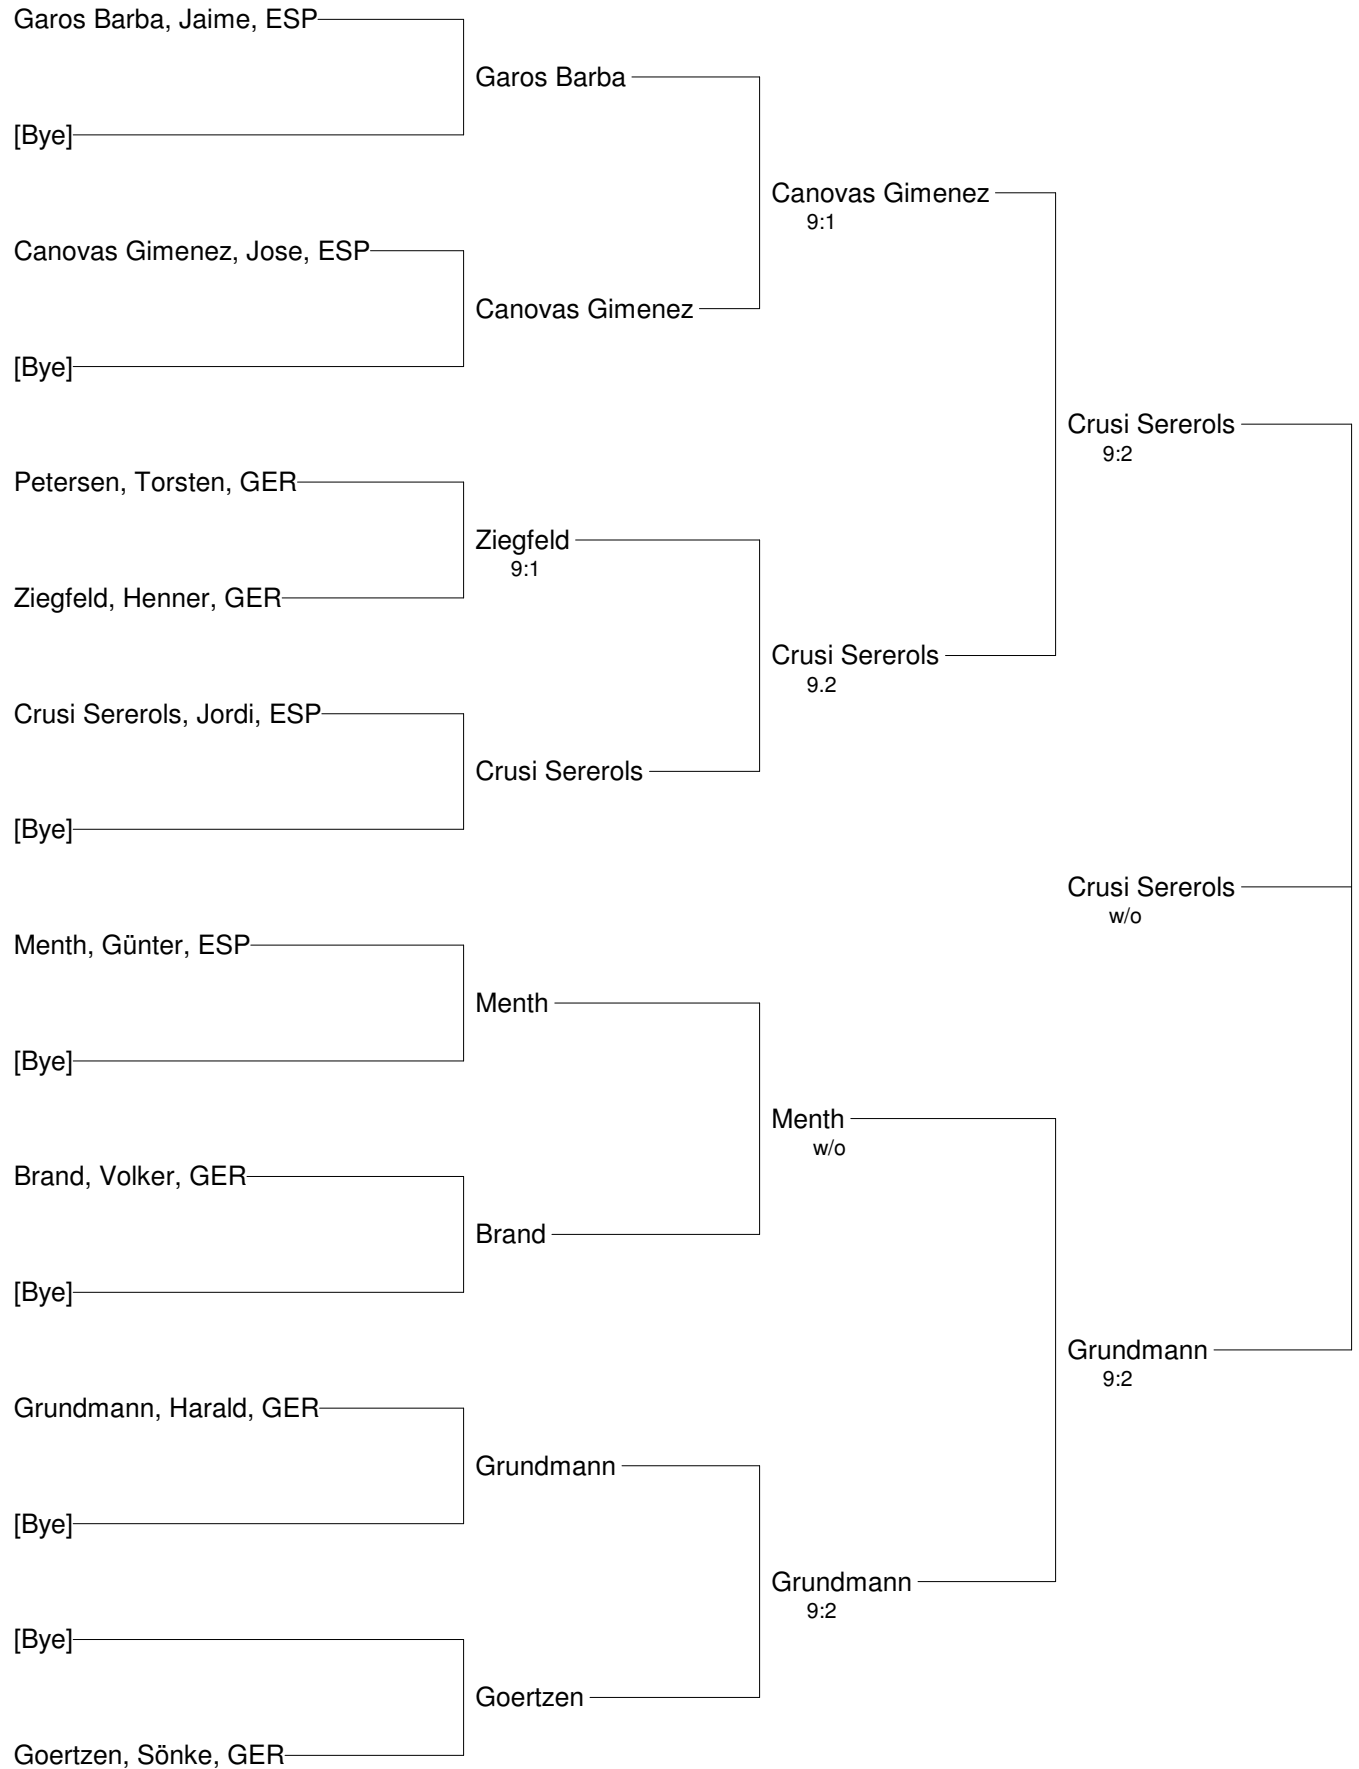 Garos Barba, Jaime, ESP
Garos Barba
[Bye]
Canovas Gimenez
9:1
Canovas Gimenez, Jose, ESP
Canovas Gimenez
[Bye]
Crusi Sererols
9:2
Petersen, Torsten, GER
Ziegfeld
9:1
Ziegfeld, Henner, GER
Crusi Sererols
9.2
Crusi Sererols, Jordi, ESP
Crusi Sererols
[Bye]
Crusi Sererols
w/o
Menth, Günter, ESP
Menth
[Bye]
Menth
w/o
Brand, Volker, GER
Brand
[Bye]
Grundmann
9:2
Grundmann, Harald, GER
Grundmann
[Bye]
Grundmann
9:2
[Bye]
Goertzen
Goertzen, Sönke, GER